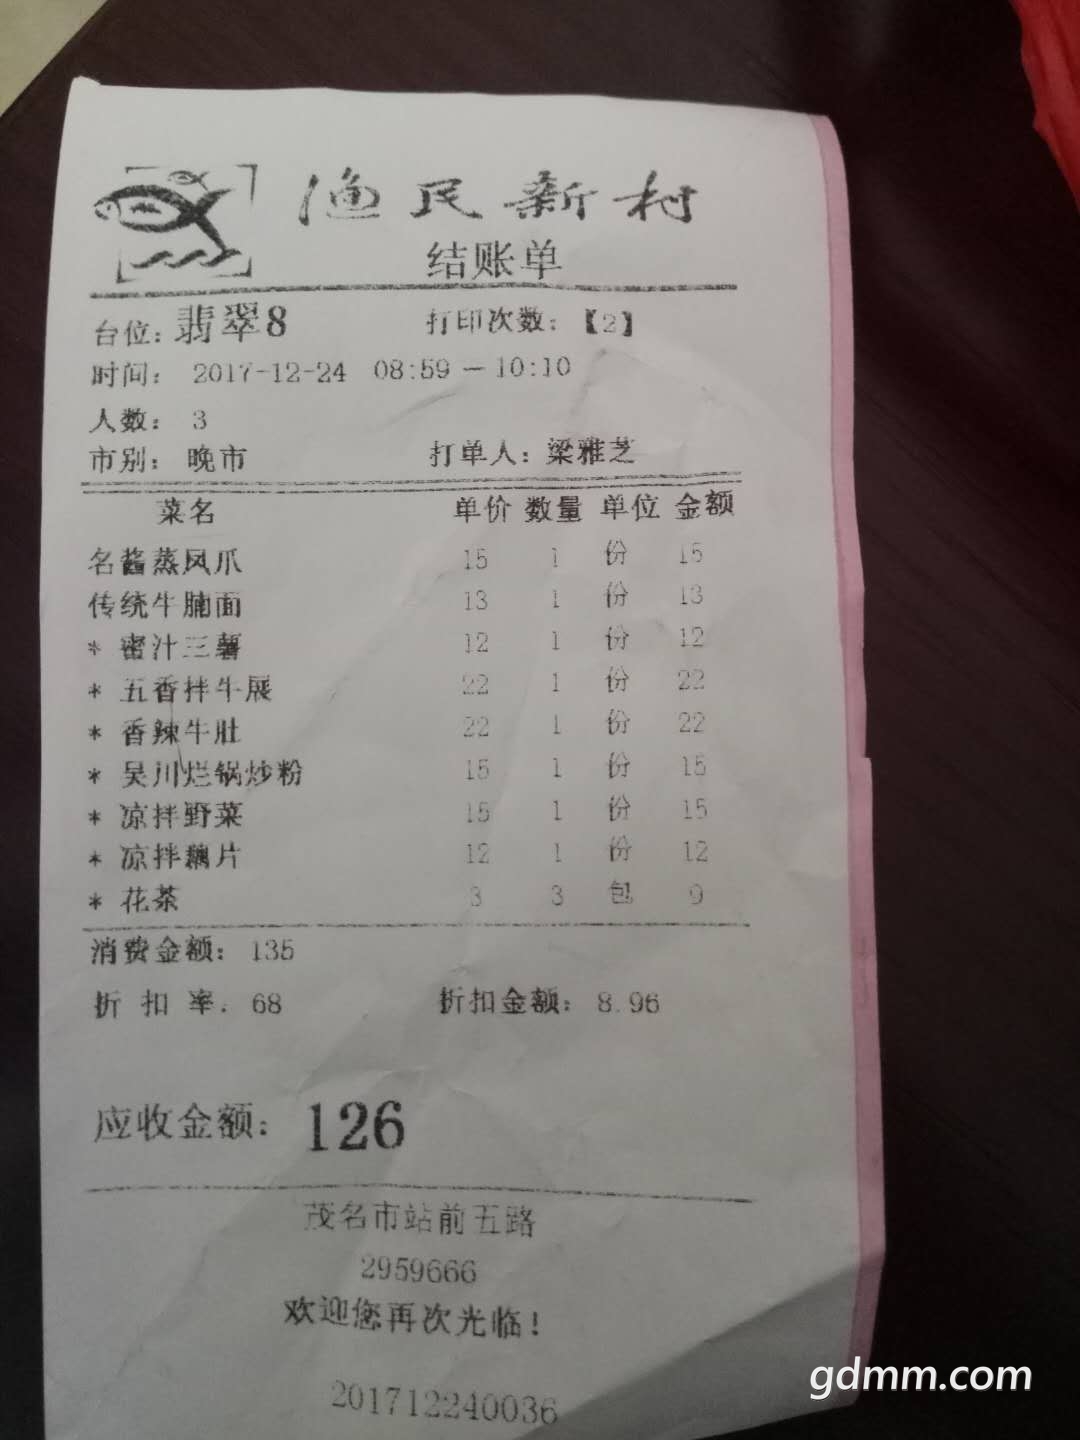 渔民新村
结账单
台位：翡翠8 打印次数：【2】
时间： 2017-12-24 08:59 — 10:10
人数： 3
市别： 晚市 打单人：梁雅芝
菜名 单价 数量 单位 金额
名酱蒸凤爪 15 1 份 15
传统牛腩面 13 1 份 13
* 蜜汁三薯 12 1 份 12
* 五香拌牛展 22 1 份 22
* 香辣牛肚 22 1 份 22
* 吴川烂锅炒粉 15 1 份 15
* 凉拌野菜 15 1 份 15
* 凉拌藕片 12 1 份 12
* 花茶 3 3 包 9
消费金额： 135
折 扣 率． 68 折扣金额： 8.96
应收金额： 126
茂名市站前五路
2959666
欢迎您再次光临！
201712240036
gdmm.com